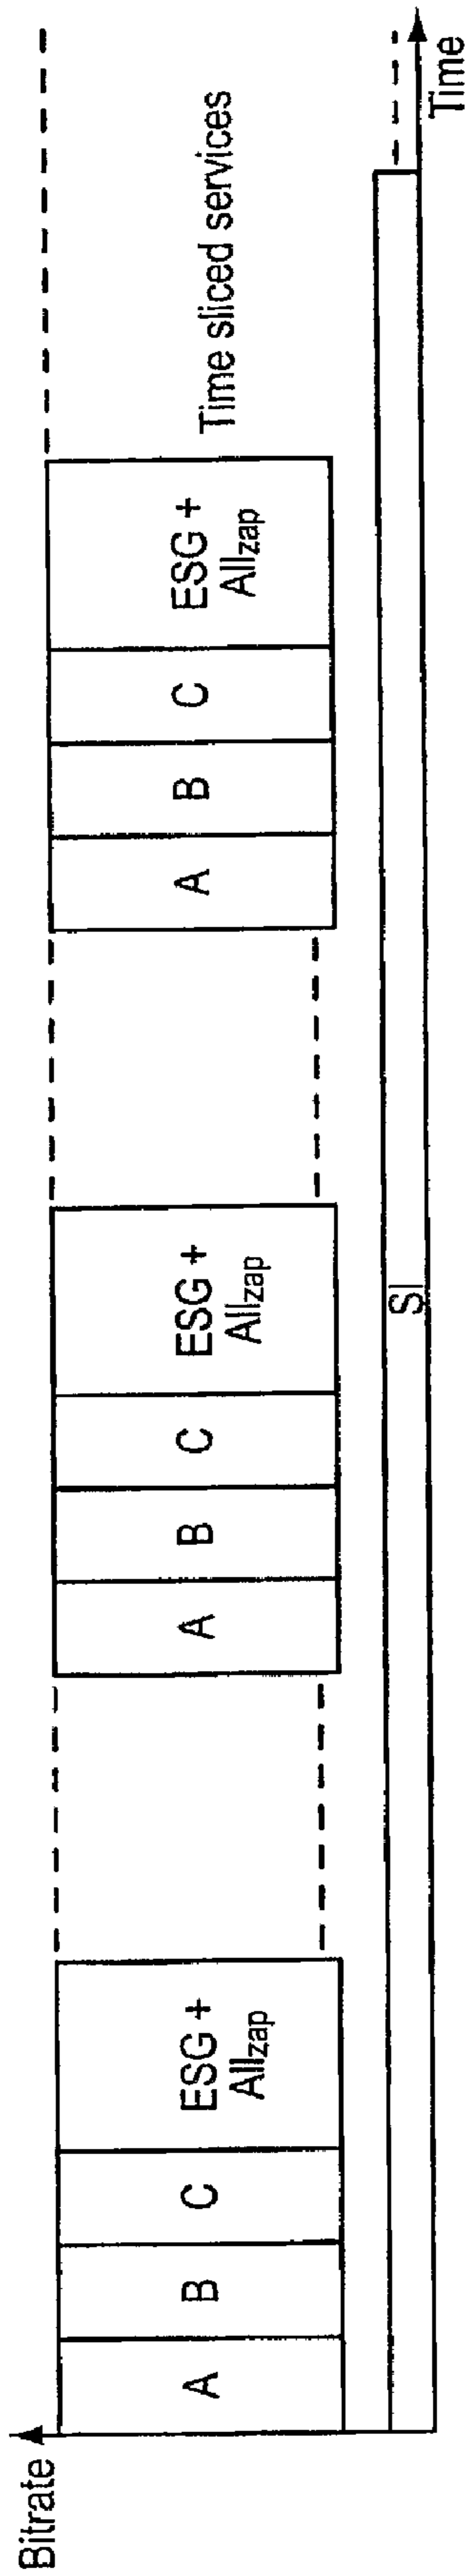 Bitrate
A
B
C
ESG +
Allzap
A
B
C
ESG +
Allzap
A
B
C
ESG +
Allzap
Time sliced services
SI
Time